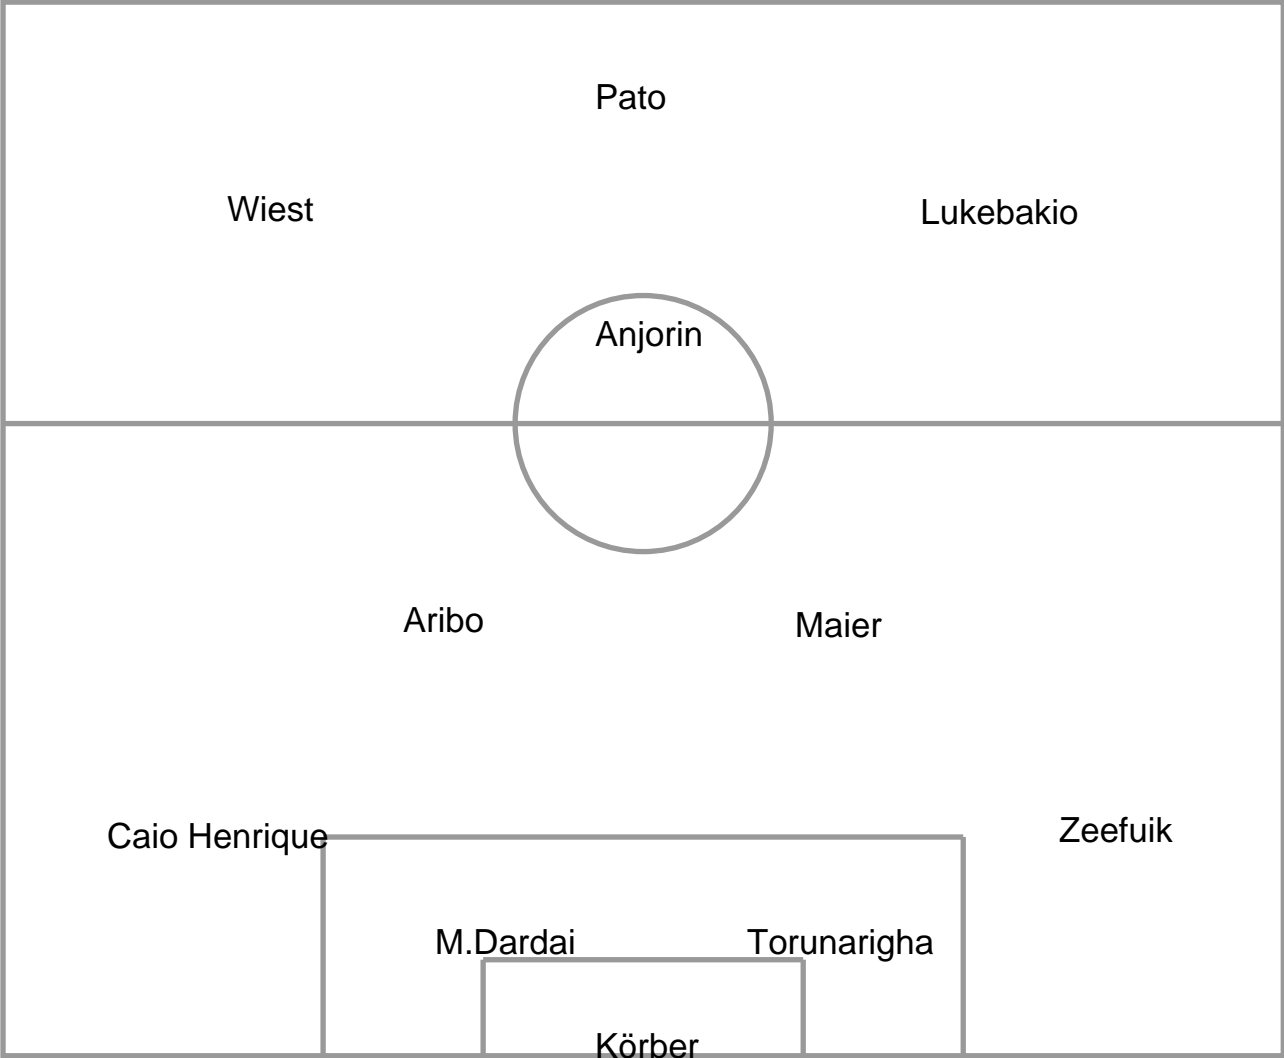 Pato
Wiest
Lukebakio
Anjorin
Aribo
Maier
Caio Henrique
Zeefuik
M.Dardai
Torunarigha
Körber